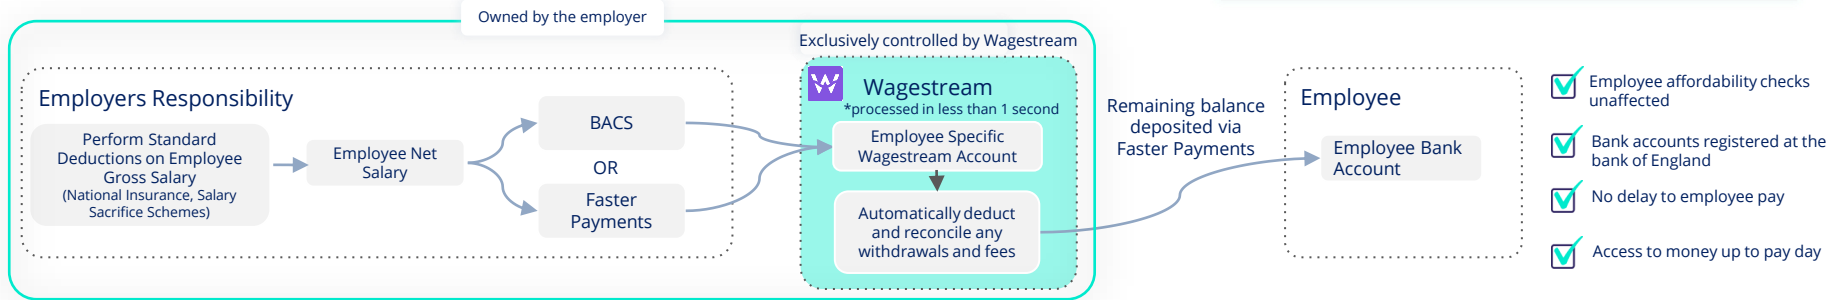 Owned by the employer
Exclusively controlled by Wagestream
Employers Responsibility
Perform Standard
Deductions on Employee
Gross Salary
(National Insurance, Salary
Sacrifice Schemes)
Employee Net
Salary
BACS
OR
Faster
Payments
Wagestream
*processed in less than 1 second
Employee Specific
Wagestream Account
Automatically deduct
and reconcile any
withdrawals and fees
Remaining balance
deposited via
Faster Payments
Employee
Employee Bank
Account
Employee affordability checks
unaffected
Bank accounts registered at the
bank of England
No delay to employee pay
Access to money up to pay day